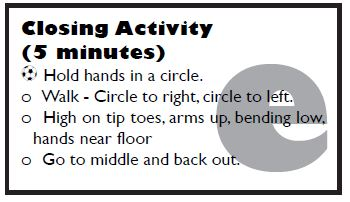 Closing Activity
(5 minutes)
Hold hands in a circle.
o Walk - Circle to right, circle to left.
o High on tip toes, arms up, bending low,
hands near floor
o Go to middle and back out.
e